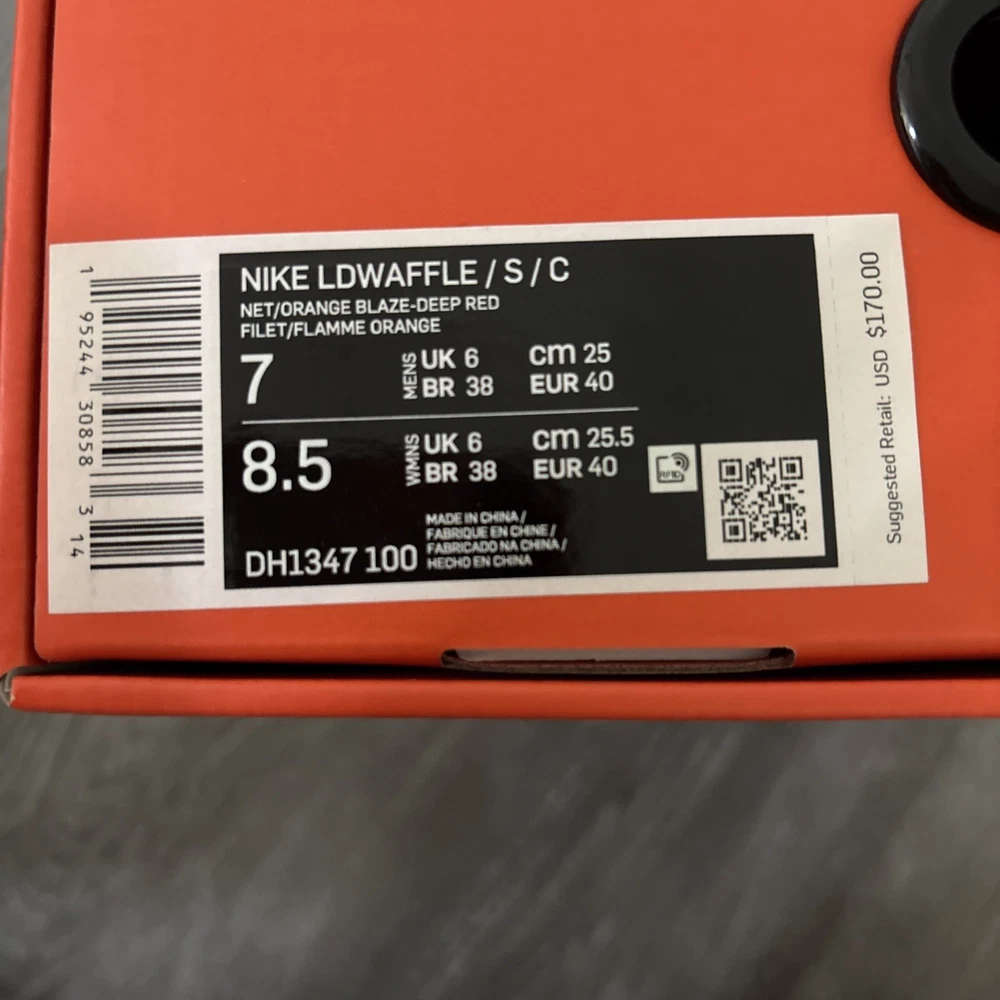 NIKE LDWAFFLE / S / C
NET/ORANGE BLAZE-DEEP RED
FILET/FLAMME ORANGE
7
MENS
UK 6
cm 25
BR 38
EUR 40
8.5
WMNS
UK 6
cm 25.5
BR 38
EUR 40
RFID
DH1347 100
MADE IN CHINA /
FABRIQUE EN CHINE /
FABRICADO NA CHINA /
HECHO EN CHINA
1 95244 30858 3 14
Suggested Retail: USD $170.00